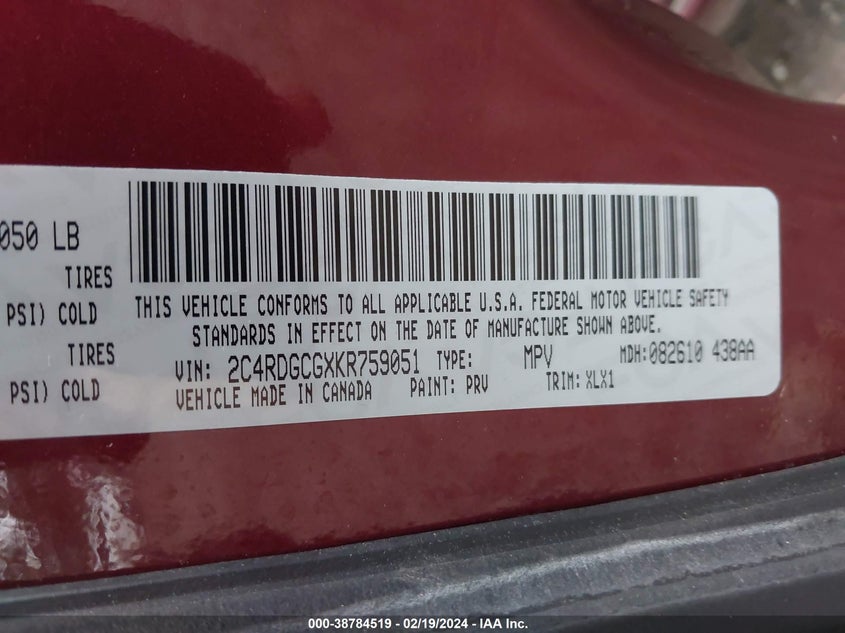 050 LB
TIRES
PSI) COLD
TIRES
PSI) COLD
THIS VEHICLE CONFORMS TO ALL APPLICABLE U.S.A. FEDERAL MOTOR VEHICLE SAFETY
STANDARDS IN EFFECT ON THE DATE OF MANUFACTURE SHOWN ABOVE.
VIN: 2C4RDGCGXKR759051 TYPE: MPV MDH:082610 438AA
VEHICLE MADE IN CANADA PAINT: PRV TRIM: XLX1
000-38784519 / 02/19/2024 - IAA Inc.